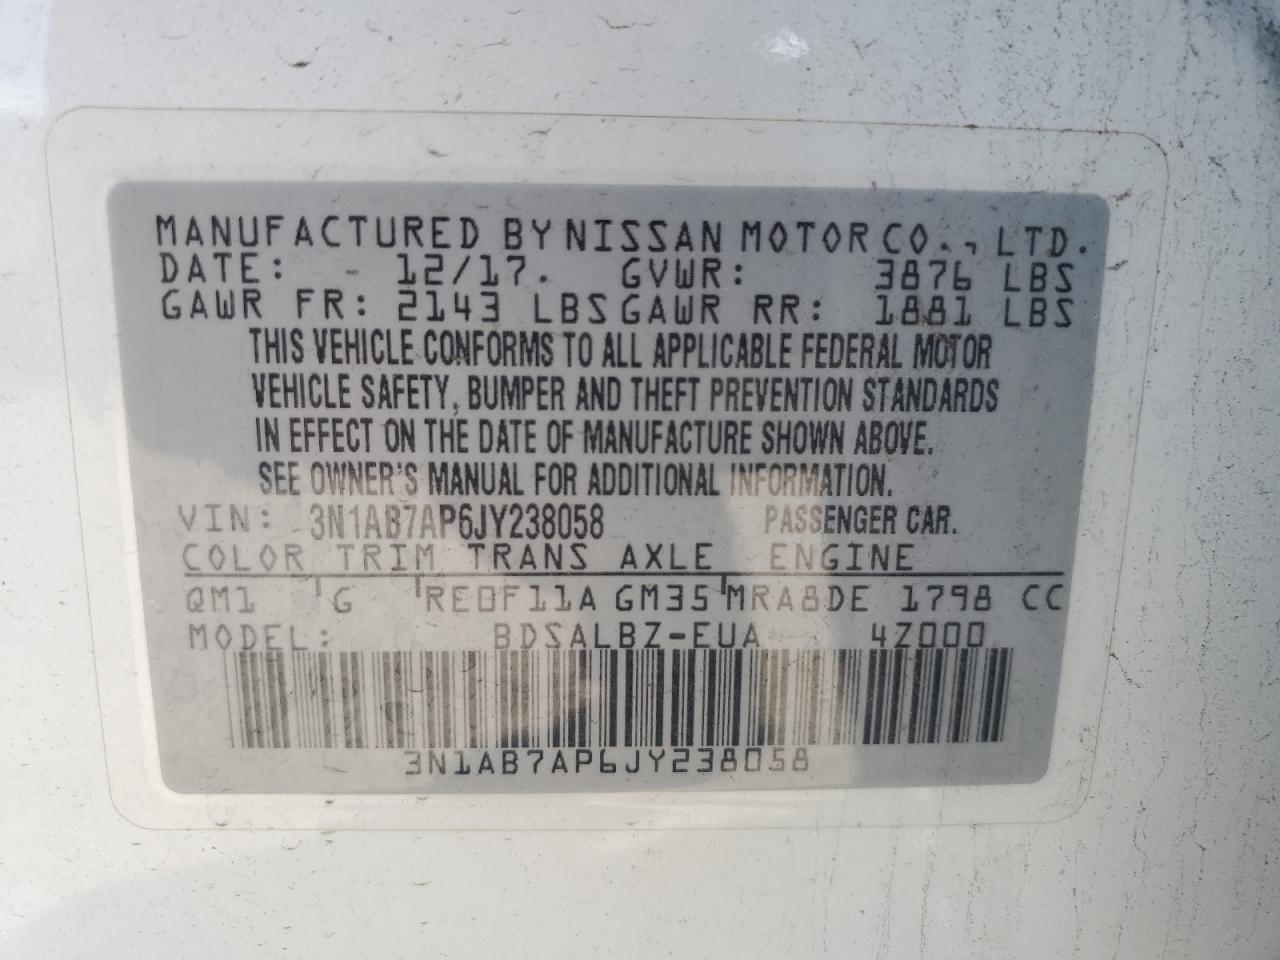 MANUFACTURED BY NISSAN MOTOR CO., LTD.
DATE: 12/17. GVWR: 3876 LBS
GAWR FR: 2143 LBS GAWR RR: 1881 LBS
THIS VEHICLE CONFORMS TO ALL APPLICABLE FEDERAL MOTOR
VEHICLE SAFETY, BUMPER AND THEFT PREVENTION STANDARDS
IN EFFECT ON THE DATE OF MANUFACTURE SHOWN ABOVE.
SEE OWNER'S MANUAL FOR ADDITIONAL INFORMATION.
VIN: 3N1AB7AP6JY238058 PASSENGER CAR.
COLOR TRIM TRANS AXLE ENGINE
QM1 G RE0F11A GM35 MRA8DE 1798 CC
MODEL: BDSALBZ-EUA 4Z000
3N1AB7AP6JY238058